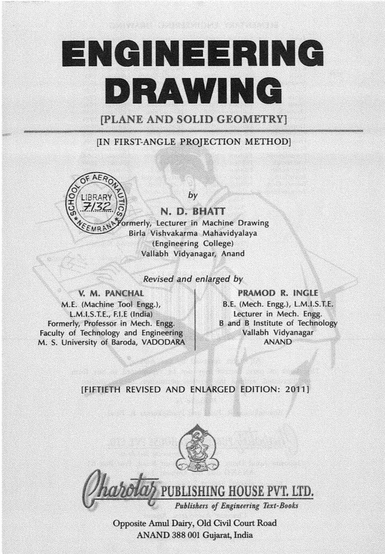 ENGINEERING
DRAWING
[PLANE AND SOLID GEOMETRY]
[IN FIRST-ANGLE PROJECTION METHOD]
SCHOOL OF AERONAUTICS
LIBRARY
7132
NEEMRANA
by
N. D. BHATT
Formerly, Lecturer in Machine Drawing
Birla Vishvakarma Mahavidyalaya
(Engineering College)
Vallabh Vidyanagar, Anand
Revised and enlarged by
V. M. PANCHAL
M.E. (Machine Tool Engg.),
L.M.I.S.T.E., F.I.E (India)
Formerly, Professor in Mech. Engg.
Faculty of Technology and Engineering
M. S. University of Baroda, VADODARA
PRAMOD R. INGLE
B.E. (Mech. Engg.), L.M.I.S.T.E.
Lecturer in Mech. Engg.
B and B Institute of Technology
Vallabh Vidyanagar
ANAND
[FIFTIETH REVISED AND ENLARGED EDITION: 2011]
Charotar PUBLISHING HOUSE PVT. LTD.
Publishers of Engineering Text-Books
Opposite Amul Dairy, Old Civil Court Road
ANAND 388 001 Gujarat, India